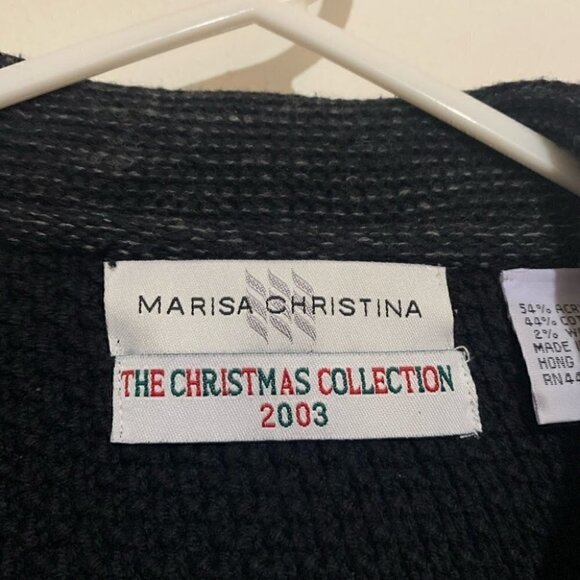 MARISA CHRISTINA
THE CHRISTMAS COLLECTION
2003
54%
44%
2%
MADE
HONG